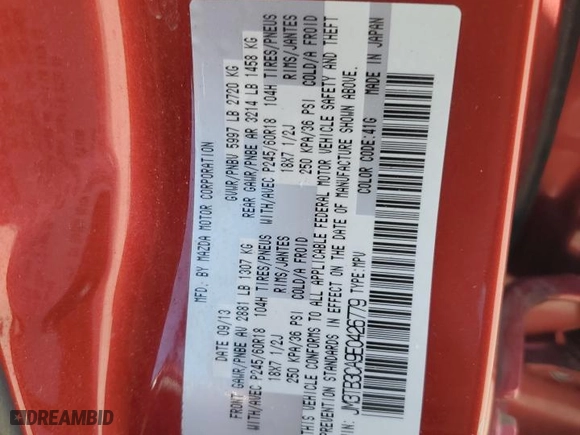 MFD. BY MAZDA MOTOR CORPORATION
DATE 09/13 GVWR/PNBV 5997 LB 2720 KG
FRONT GAWR/PNBE AV 2881 LB 1307 KG REAR GAWR/PNBE AR 3214 LB 1458 KG
WITH/AVEC P245/60R18 104H TIRES/PNEUS WITH/AVEC P245/60R18 104H TIRES/PNEUS
18X7 1/2J RIMS/JANTES 18X7 1/2J RIMS/JANTES
250 KPA/36 PSI COLD/A FROID 250 KPA/36 PSI COLD/A FROID
THIS VEHICLE CONFORMS TO ALL APPLICABLE FEDERAL MOTOR VEHICLE SAFETY AND THEFT
PREVENTION STANDARDS IN EFFECT ON THE DATE OF MANUFACTURE SHOWN ABOVE.
JM3TB3CA9E0426779 TYPE:MPV COLOR CODE:41G MADE IN JAPAN
DREAMBID